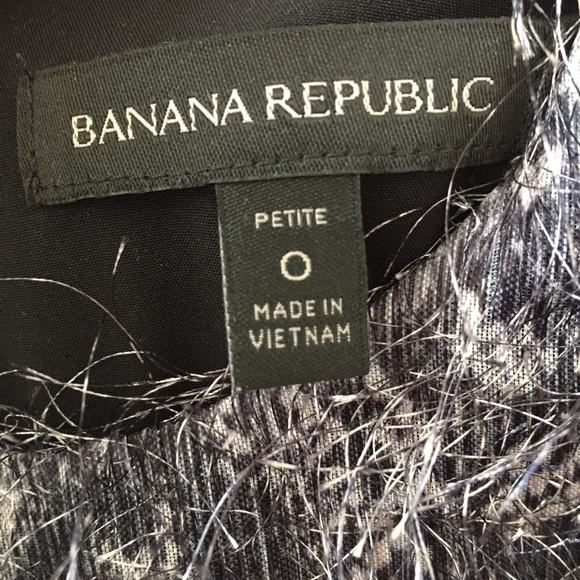 BANANA REPUBLIC
PETITE
0
MADE IN
VIETNAM